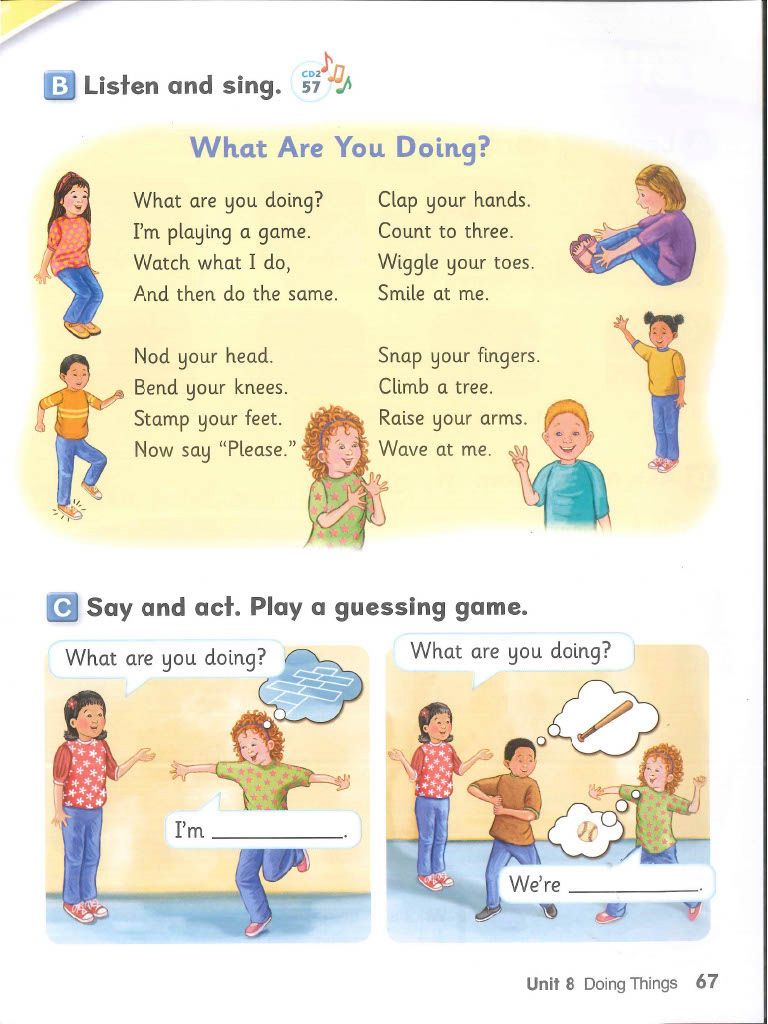 B Listen and sing. CD2 57
What Are You Doing?
What are you doing?
I'm playing a game.
Watch what I do,
And then do the same.
Nod your head.
Bend your knees.
Stamp your feet.
Now say “Please.”
Clap your hands.
Count to three.
Wiggle your toes.
Smile at me.
Snap your fingers.
Climb a tree.
Raise your arms.
Wave at me.
C Say and act. Play a guessing game.
What are you doing?
I'm ____________.
What are you doing?
We're ____________.
Unit 8 Doing Things 67